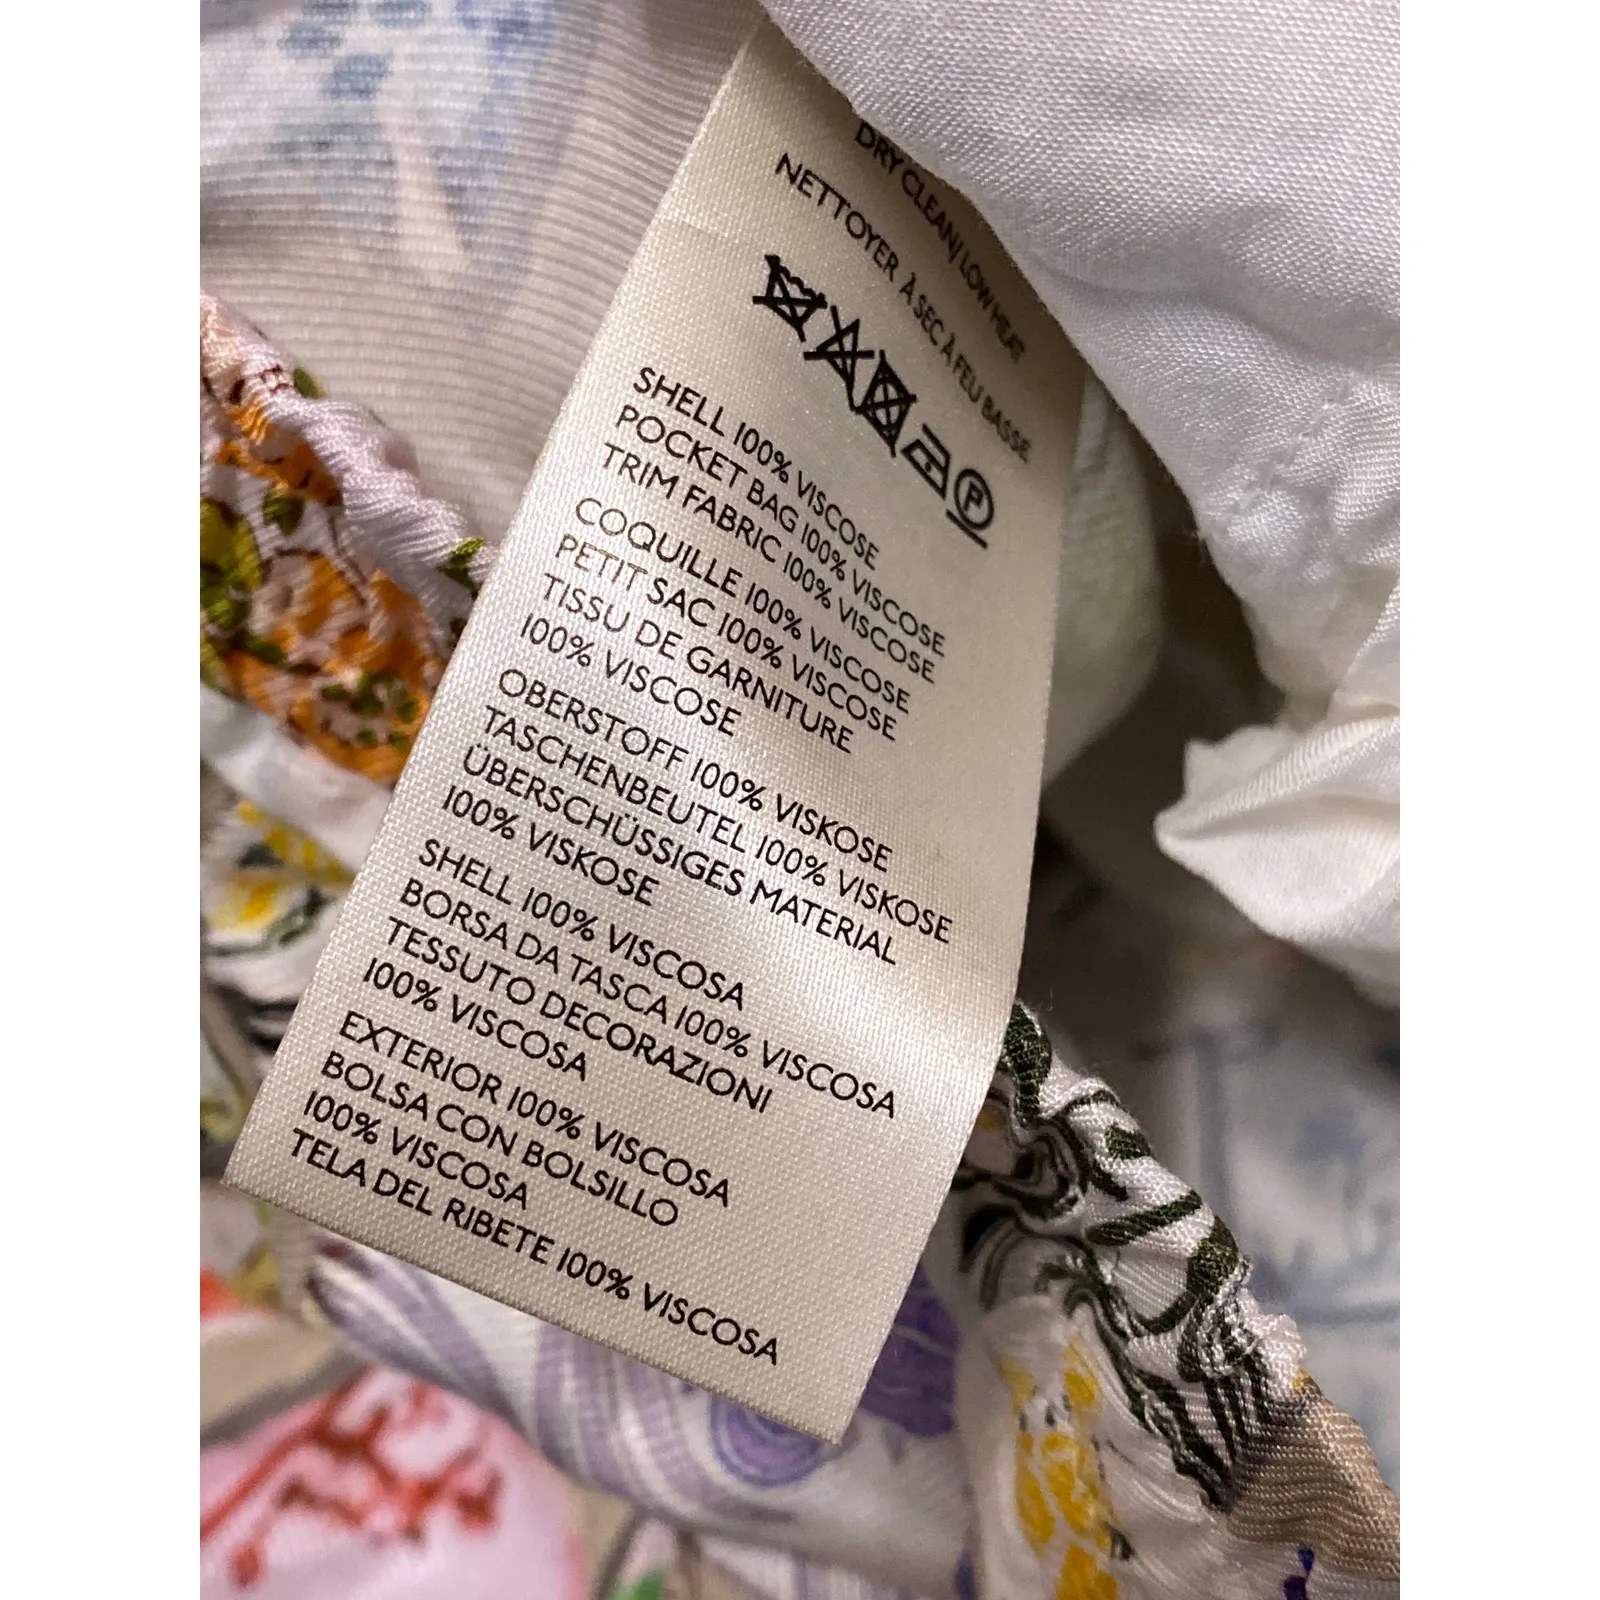 DRY CLEAN/ LOW HEAT
NETTOYER À SEC À FEU BASSE
P
SHELL 100% VISCOSE
POCKET BAG 100% VISCOSE
TRIM FABRIC 100% VISCOSE
COQUILLE 100% VISCOSE
PETIT SAC 100% VISCOSE
TISSU DE GARNITURE
100% VISCOSE
OBERSTOFF 100% VISKOSE
TASCHENBEUTEL 100% VISKOSE
ÜBERSCHÜSSIGES MATERIAL
100% VISKOSE
SHELL 100% VISCOSA
BORSA DA TASCA 100% VISCOSA
TESSUTO DECORAZIONI
100% VISCOSA
EXTERIOR 100% VISCOSA
BOLSA CON BOLSILLO
100% VISCOSA
TELA DEL RIBETE 100% VISCOSA